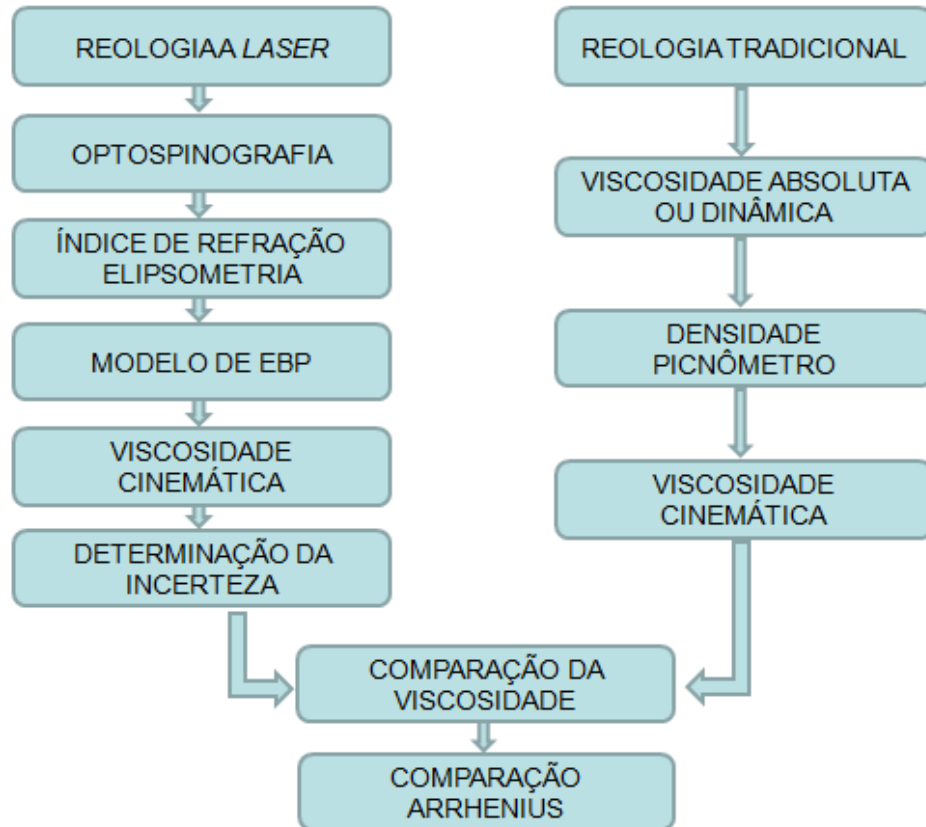 REOLOGIAA LASER
OPTOSPINOGRAFIA
ÍNDICE DE REFRAÇÃO
ELIPSOMETRIA
MODELO DE EBP
VISCOSIDADE
CINEMÁTICA
DETERMINAÇÃO DA
INCERTEZA
REOLOGIA TRADICIONAL
VISCOSIDADE ABSOLUTA
OU DINÂMICA
DENSIDADE
PICNÔMETRO
VISCOSIDADE
CINEMÁTICA
COMPARAÇÃO DA
VISCOSIDADE
COMPARAÇÃO
ARRHENIUS